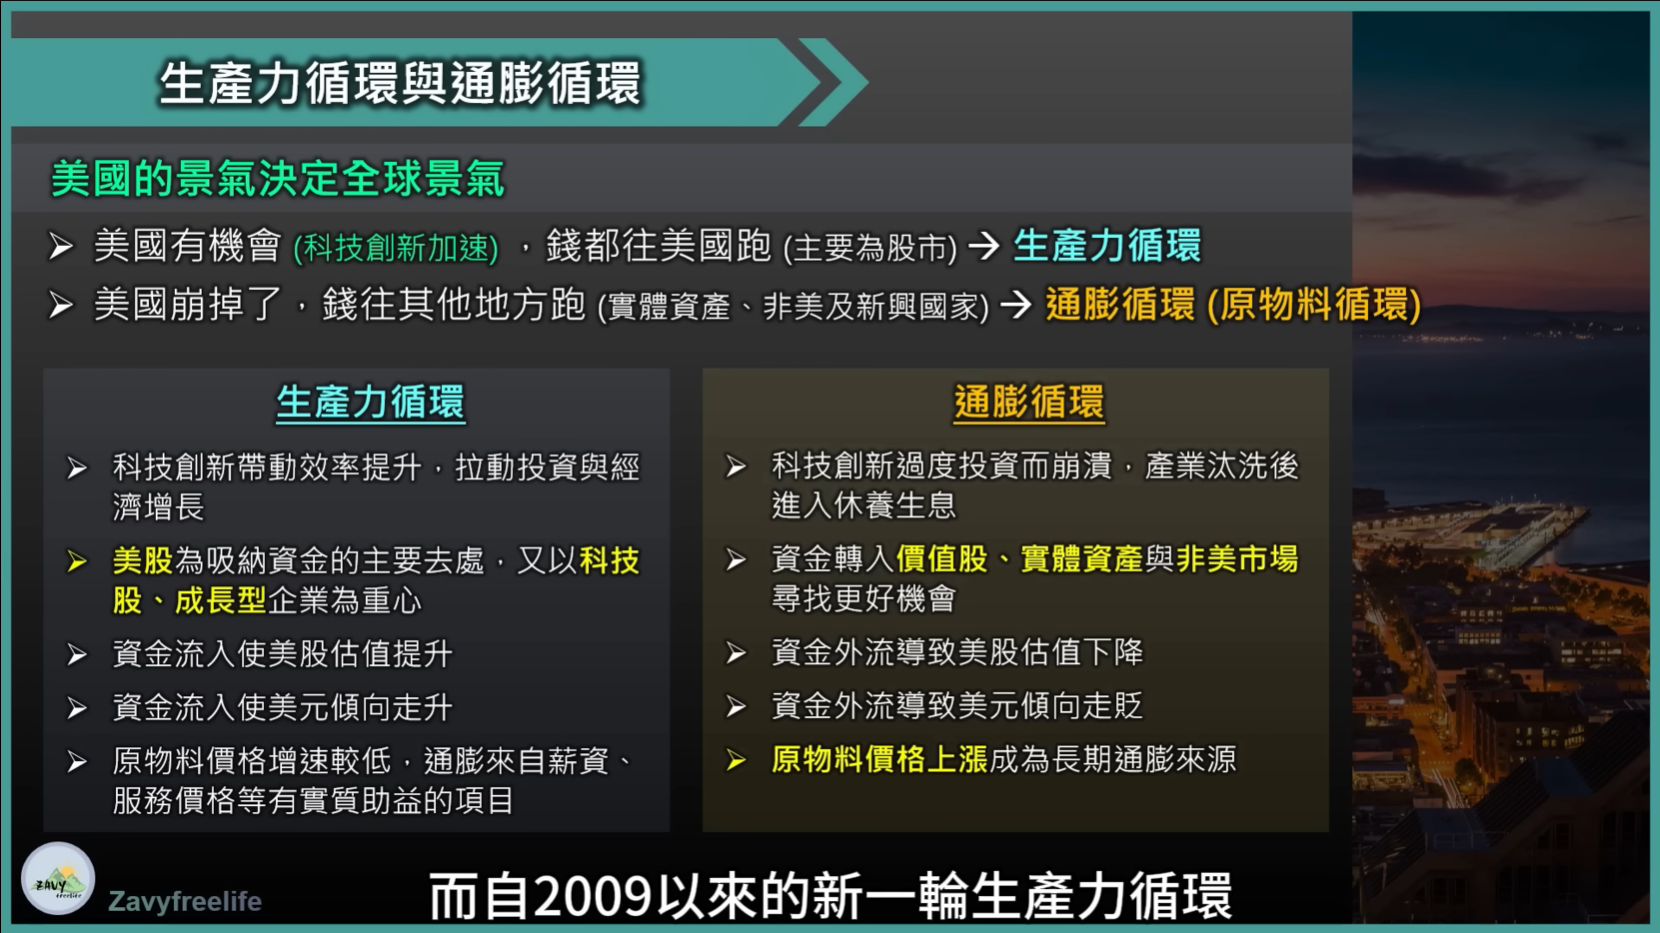 生產力循環與通膨循環
美國的景氣決定全球景氣
➢ 美國有機會 (科技創新加速) ，錢都往美國跑 (主要為股市) → 生產力循環
➢ 美國崩掉了，錢往其他地方跑 (實體資產、非美及新興國家) → 通膨循環 (原物料循環)
生產力循環
➢ 科技創新帶動效率提升，拉動投資與經
濟增長
➢ 美股為吸納資金的主要去處，又以科技
股、成長型企業為重心
➢ 資金流入使美股估值提升
➢ 資金流入使美元傾向走升
➢ 原物料價格增速較低，通膨來自薪資、
服務價格等有實質助益的項目
通膨循環
➢ 科技創新過度投資而崩潰，產業汰洗後
進入休養生息
➢ 資金轉入價值股、實體資產與非美市場
尋找更好機會
➢ 資金外流導致美股估值下降
➢ 資金外流導致美元傾向走貶
➢ 原物料價格上漲成為長期通膨來源
ZAVY
freelife
Zavyfreelife
而自2009以來的新一輪生產力循環